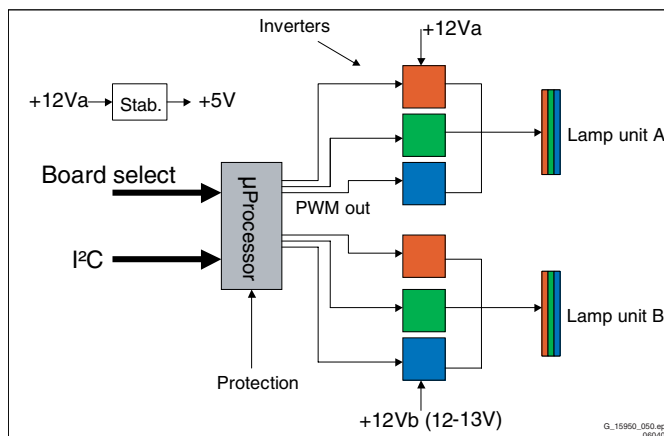 Inverters
+12Va
+12Va
Stab.
+5V
Lamp unit A
Board select
µProcessor
PWM out
I²C
Lamp unit B
Protection
+12Vb (12-13V)
G_15950_050.ep
06040